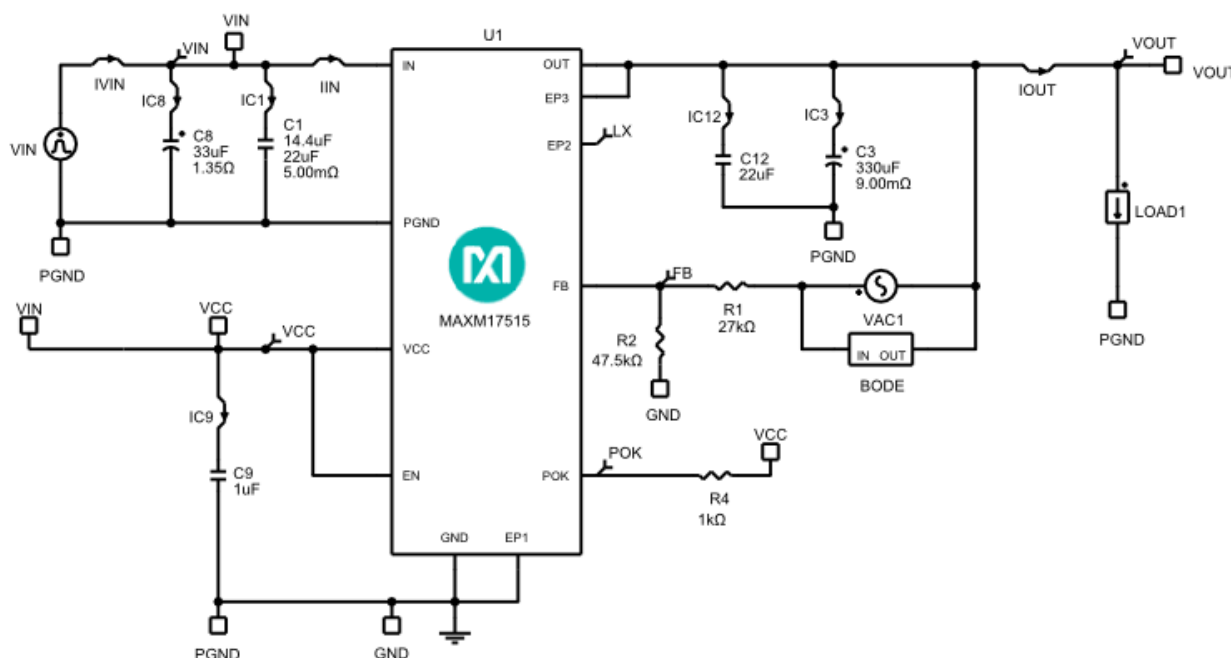 VIN
U1
VIN
VOUT
IVIN
IIN
IN
OUT
VOUT
IC8
IC1
EP3
IC12
IC3
IOUT
VIN
C8
33uF
1.35Ω
C1
14.4uF
22uF
5.00mΩ
EP2
LX
C12
22uF
C3
330uF
9.00mΩ
LOAD1
PGND
PGND
PGND
PGND
MAXM17515
FB
FB
R1
27kΩ
VAC1
IN OUT
BODE
R2
47.5kΩ
GND
VIN
VCC
VCC
VCC
IC9
C9
1uF
EN
POK
POK
VCC
R4
1kΩ
GND
EP1
PGND
GND